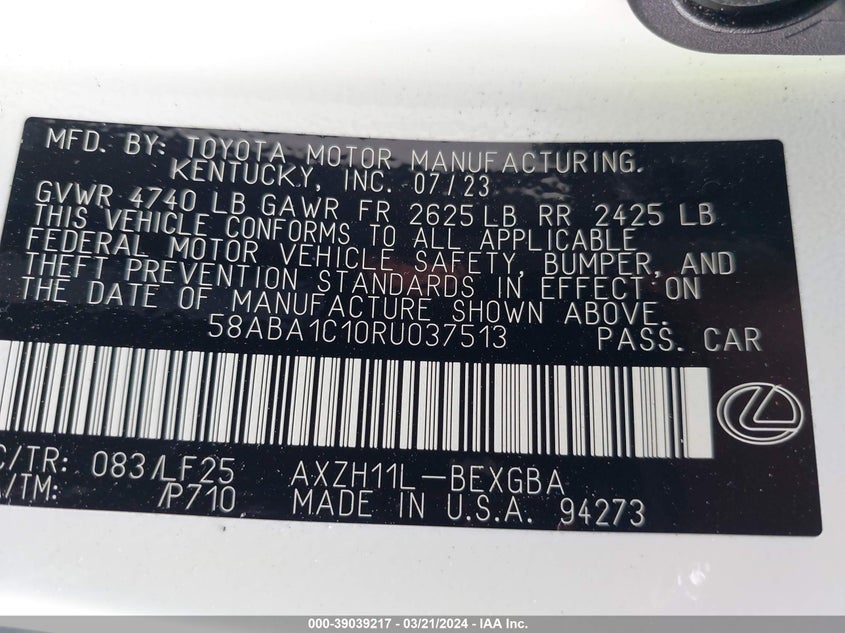 MFD. BY: TOYOTA MOTOR MANUFACTURING.
KENTUCKY, INC. 07/23
GVWR 4740 LB GAWR FR 2625 LB RR 2425 LB
THIS VEHICLE CONFORMS TO ALL APPLICABLE
FEDERAL MOTOR VEHICLE SAFETY, BUMPER, AND
THEFT PREVENTION STANDARDS IN EFFECT ON
THE DATE OF MANUFACTURE SHOWN ABOVE.
58ABA1C10RU037513 PASS. CAR
C/TR: 083/LF25 AXZH11L-BEXGBA
/TM: /P710 MADE IN U.S.A. 94273
000-39039217 - 03/21/2024 - IAA Inc.